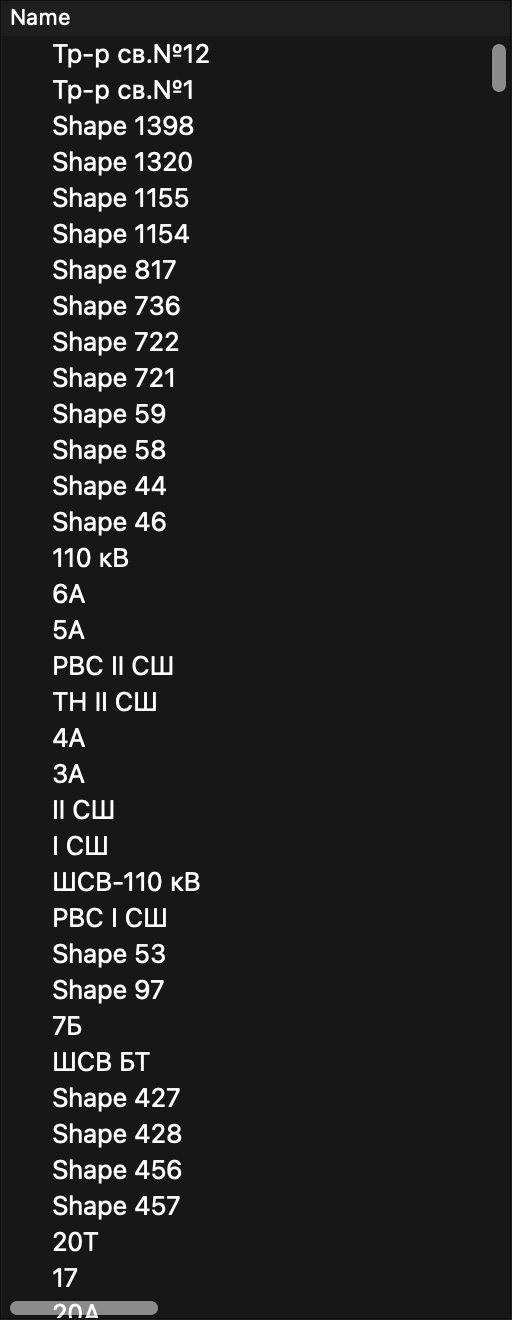 Name
Тр-р св.№12
Тр-р св.№1
Shape 1398
Shape 1320
Shape 1155
Shape 1154
Shape 817
Shape 736
Shape 722
Shape 721
Shape 59
Shape 58
Shape 44
Shape 46
110 кВ
6А
5А
РВС II СШ
ТН II СШ
4А
3А
II СШ
I СШ
ШСВ-110 кВ
РВС I СШ
Shape 53
Shape 97
7Б
ШСВ БТ
Shape 427
Shape 428
Shape 456
Shape 457
20Т
17
20А